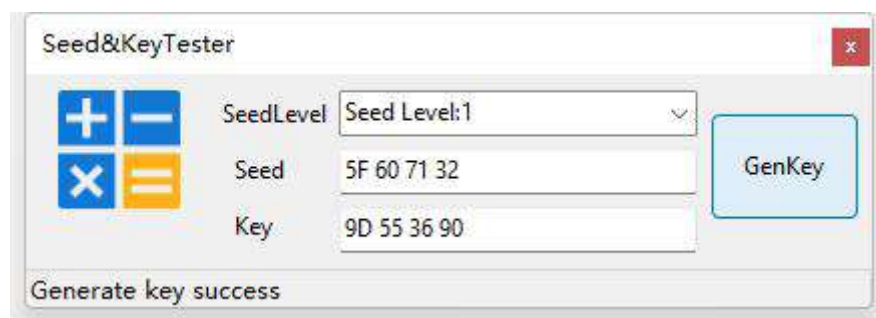 Seed&KeyTester
x
SeedLevel Seed Level:1
Seed 5F 60 71 32
GenKey
Key 9D 55 36 90
Generate key success